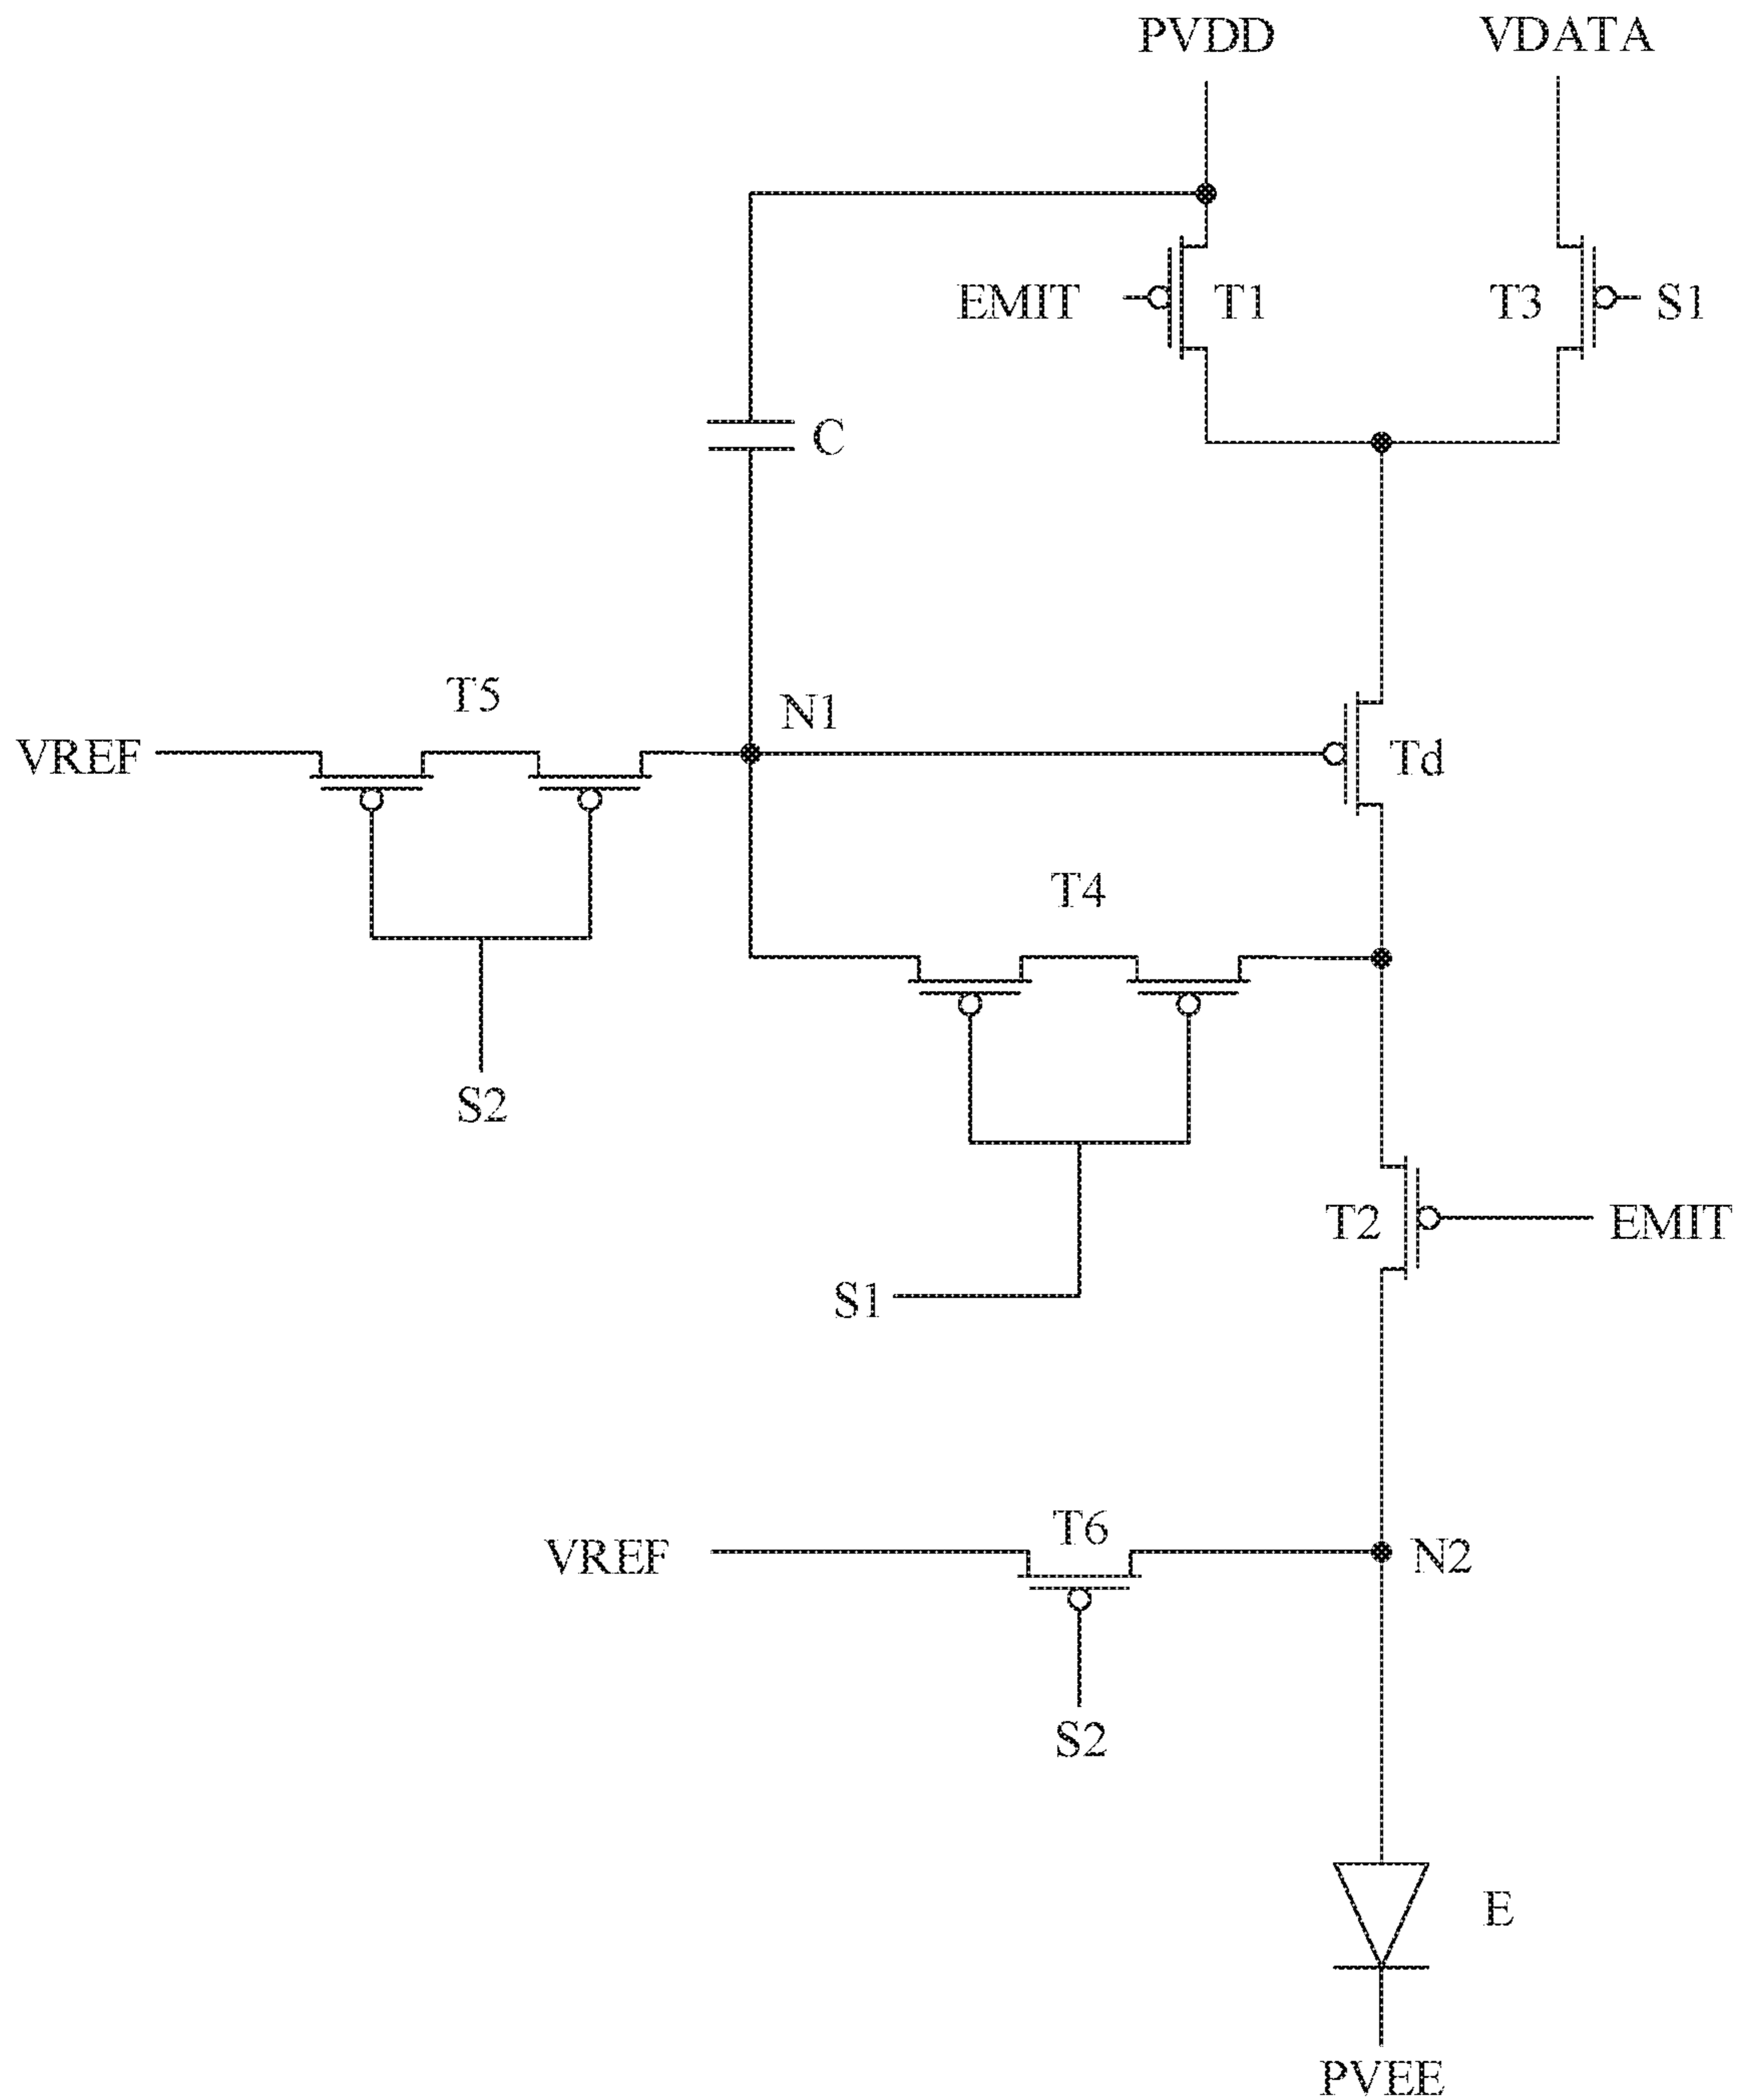 PVDD VDATA
EMIT T1 T3 S1
C
T5 N1
VREF Td
T4
S2
T2 EMIT
S1
T6
VREF N2
S2
E
PVEE